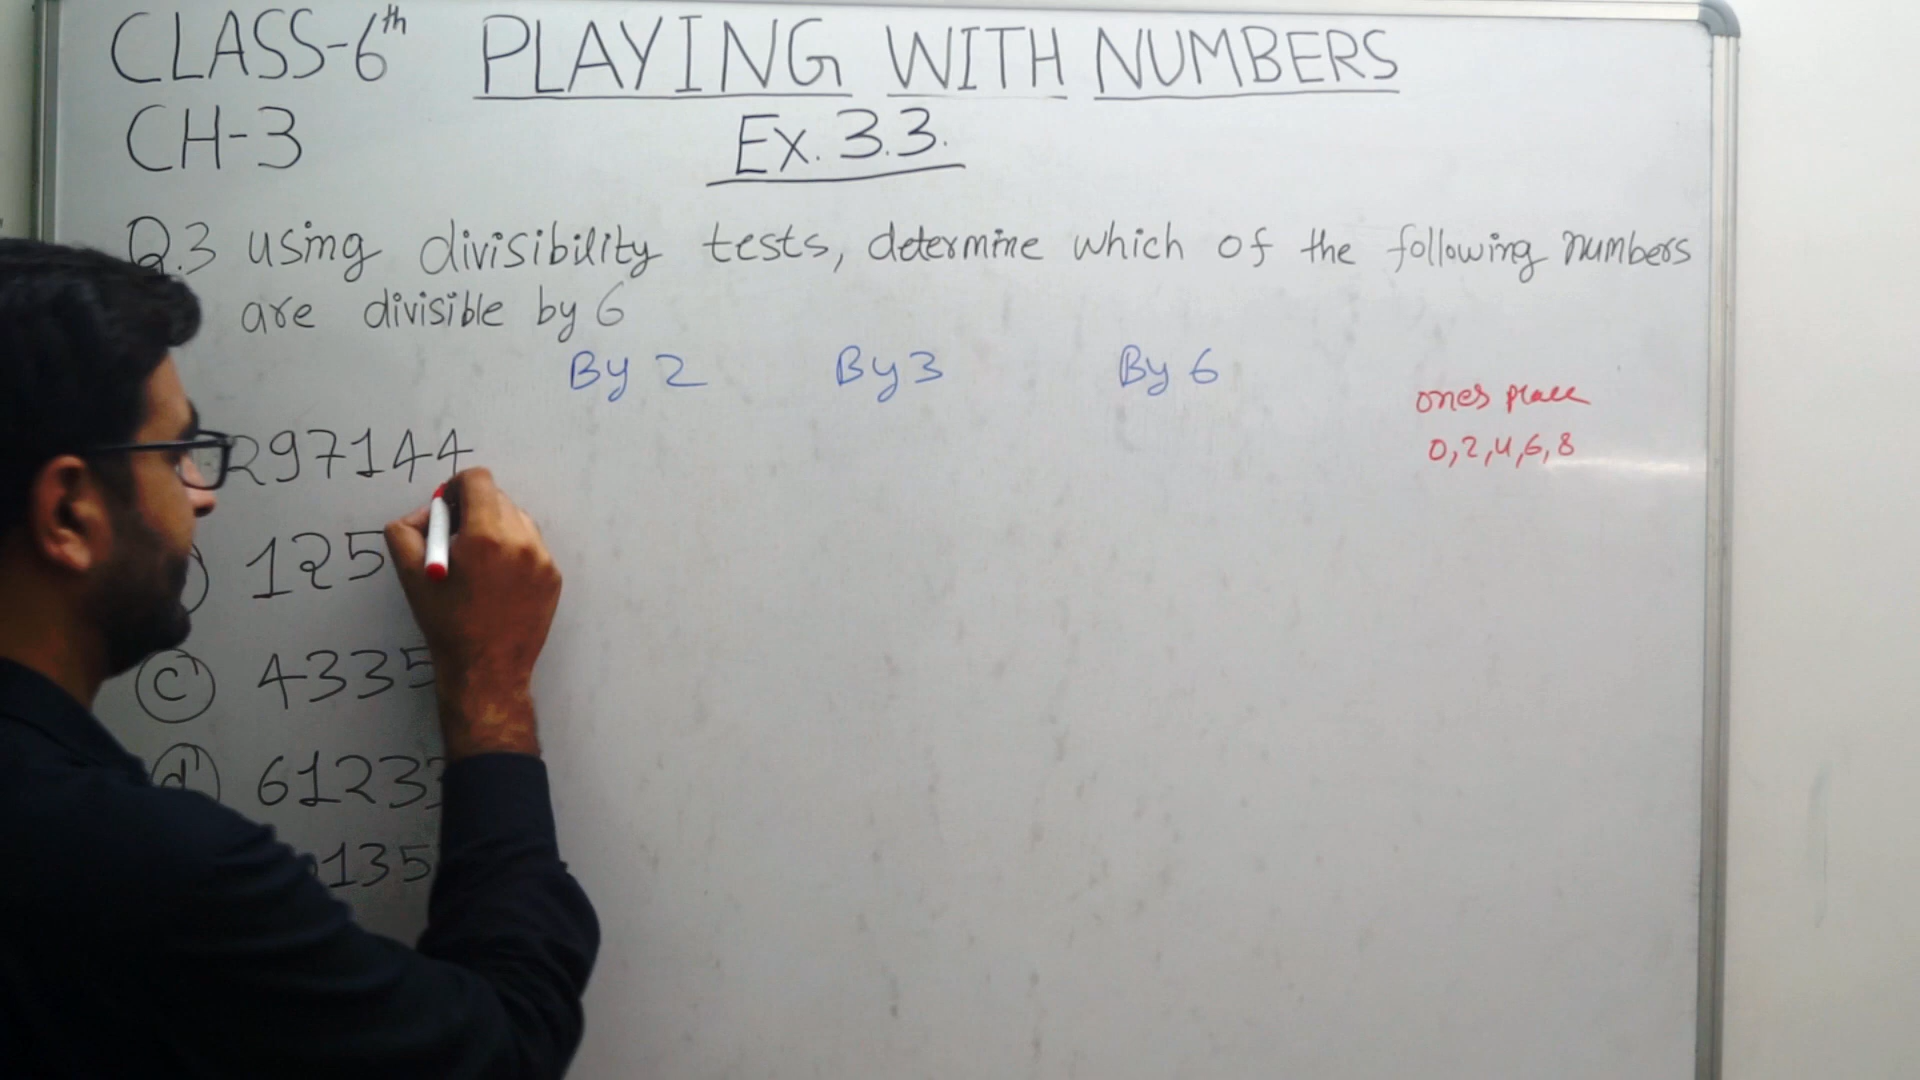 CLASS-6th PLAYING WITH NUMBERS
CH-3 Ex. 3.3.
Q.3 using divisibility tests, determine which of the following numbers
are divisible by 6
By 2 By 3 By 6
ones place
0,2,4,6,8
297144
125
C 4335
d 6123
135